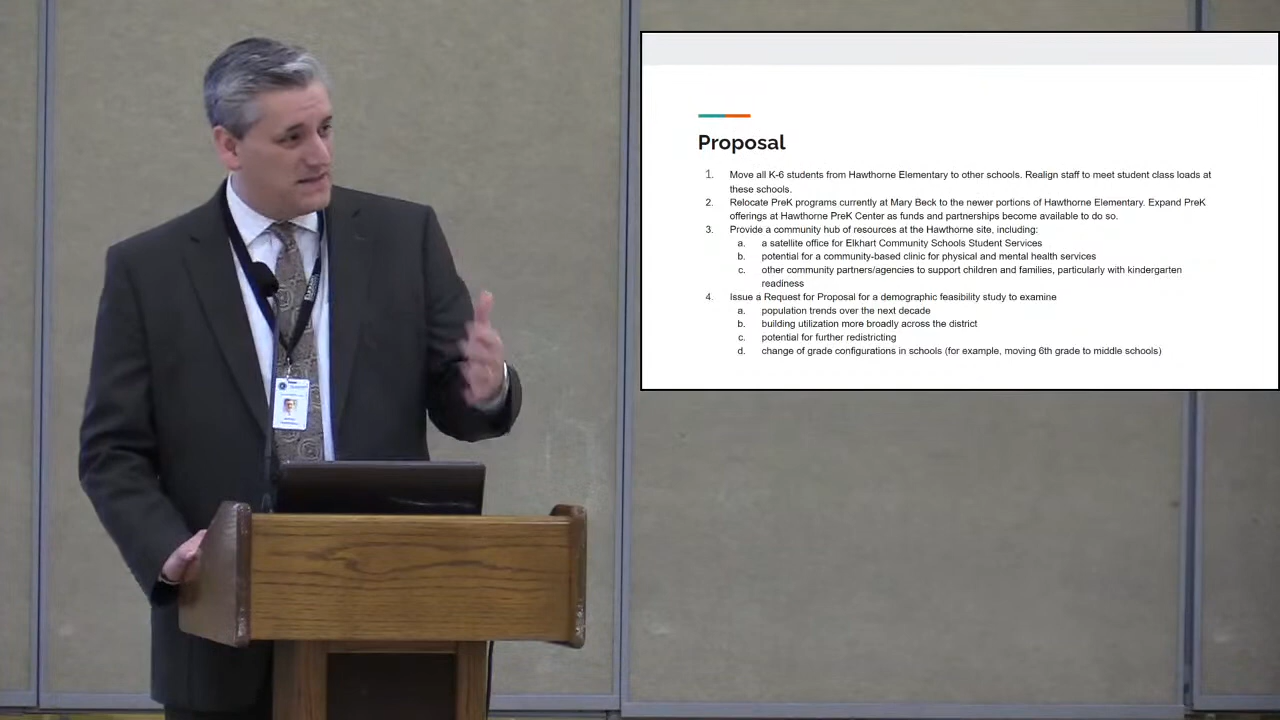 Proposal
1. Move all K-6 students from Hawthorne Elementary to other schools. Realign staff to meet student class loads at
these schools.
2. Relocate PreK programs currently at Mary Beck to the newer portions of Hawthorne Elementary. Expand PreK
offerings at Hawthorne PreK Center as funds and partnerships become available to do so.
3. Provide a community hub of resources at the Hawthorne site, including:
a. a satellite office for Elkhart Community Schools Student Services
b. potential for a community-based clinic for physical and mental health services
c. other community partners/agencies to support children and families, particularly with kindergarten
readiness
4. Issue a Request for Proposal for a demographic feasibility study to examine
a. population trends over the next decade
b. building utilization more broadly across the district
c. potential for further redistricting
d. change of grade configurations in schools (for example, moving 6th grade to middle schools)